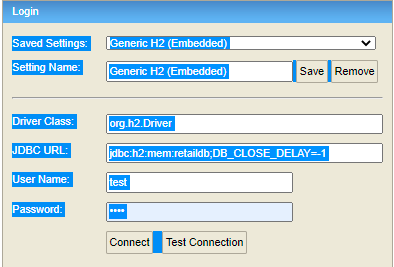 Login
Saved Settings: Generic H2 (Embedded)
Setting Name: Generic H2 (Embedded) Save Remove
Driver Class: org.h2.Driver
JDBC URL: jdbc:h2:mem:retaildb;DB_CLOSE_DELAY=-1
User Name: test
Password: ••••
Connect Test Connection